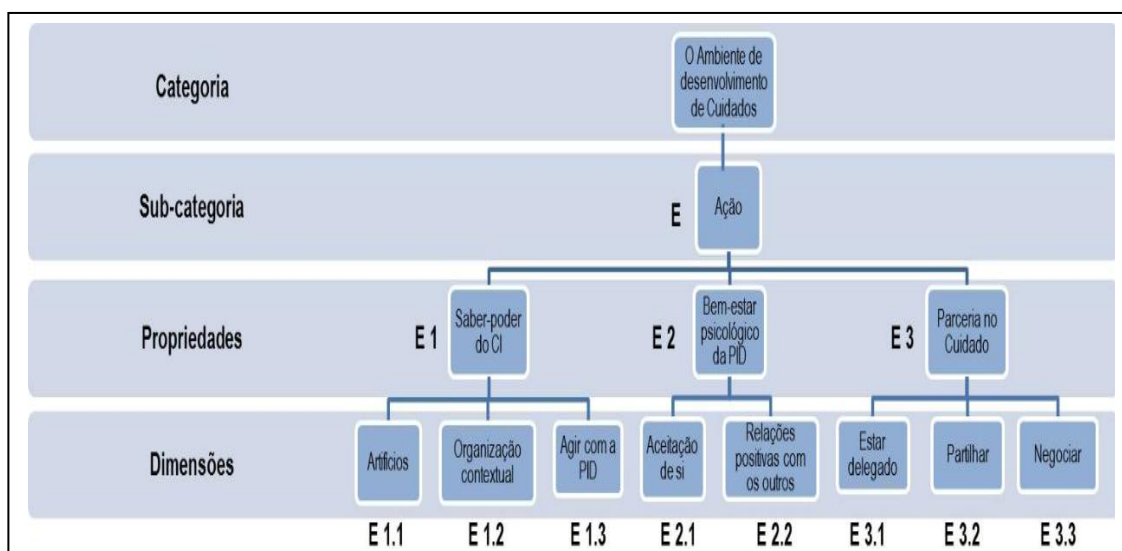 Categoria
O Ambiente de
desenvolvimento
de Cuidados
Sub-categoria
E
Ação
Propriedades
E 1
Saber-poder
do CI
E 2
Bem-estar
psicológico
da PID
E 3
Parceria no
Cuidado
Dimensões
Artifícios
Organização
contextual
Agir com a
PID
Aceitação
de si
Relações
positivas com
os outros
Estar
delegado
Partilhar
Negociar
E 1.1
E 1.2
E 1.3
E 2.1
E 2.2
E 3.1
E 3.2
E 3.3